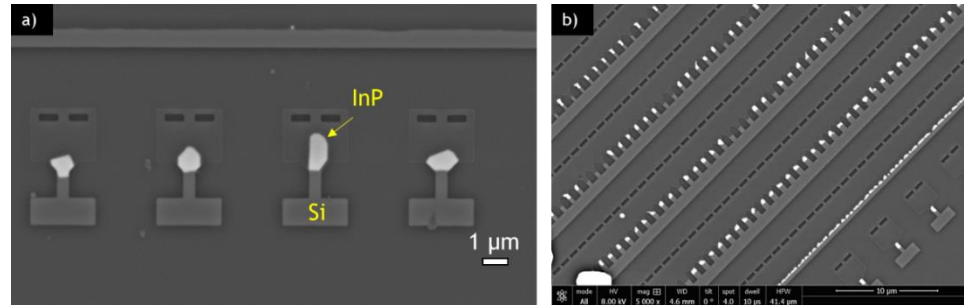 a)
InP
Si
1 µm
b)
mode HV mag WD tilt spot dwell HFW
All 8.00 kV 5 000 x 4.6 mm 0 ° 4.0 10 µs 41.4 µm
10 µm